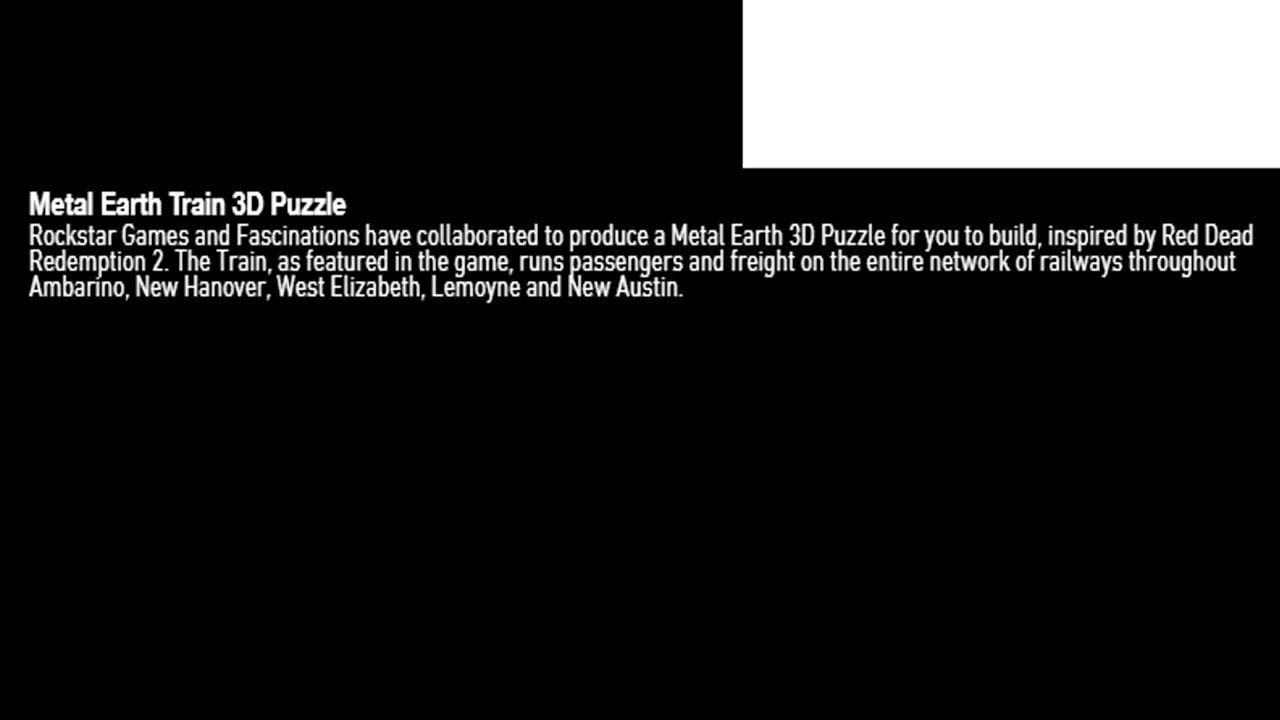 Metal Earth Train 3D Puzzle
Rockstar Games and Fascinations have collaborated to produce a Metal Earth 3D Puzzle for you to build, inspired by Red Dead
Redemption 2. The Train, as featured in the game, runs passengers and freight on the entire network of railways throughout
Ambarino, New Hanover, West Elizabeth, Lemoyne and New Austin.